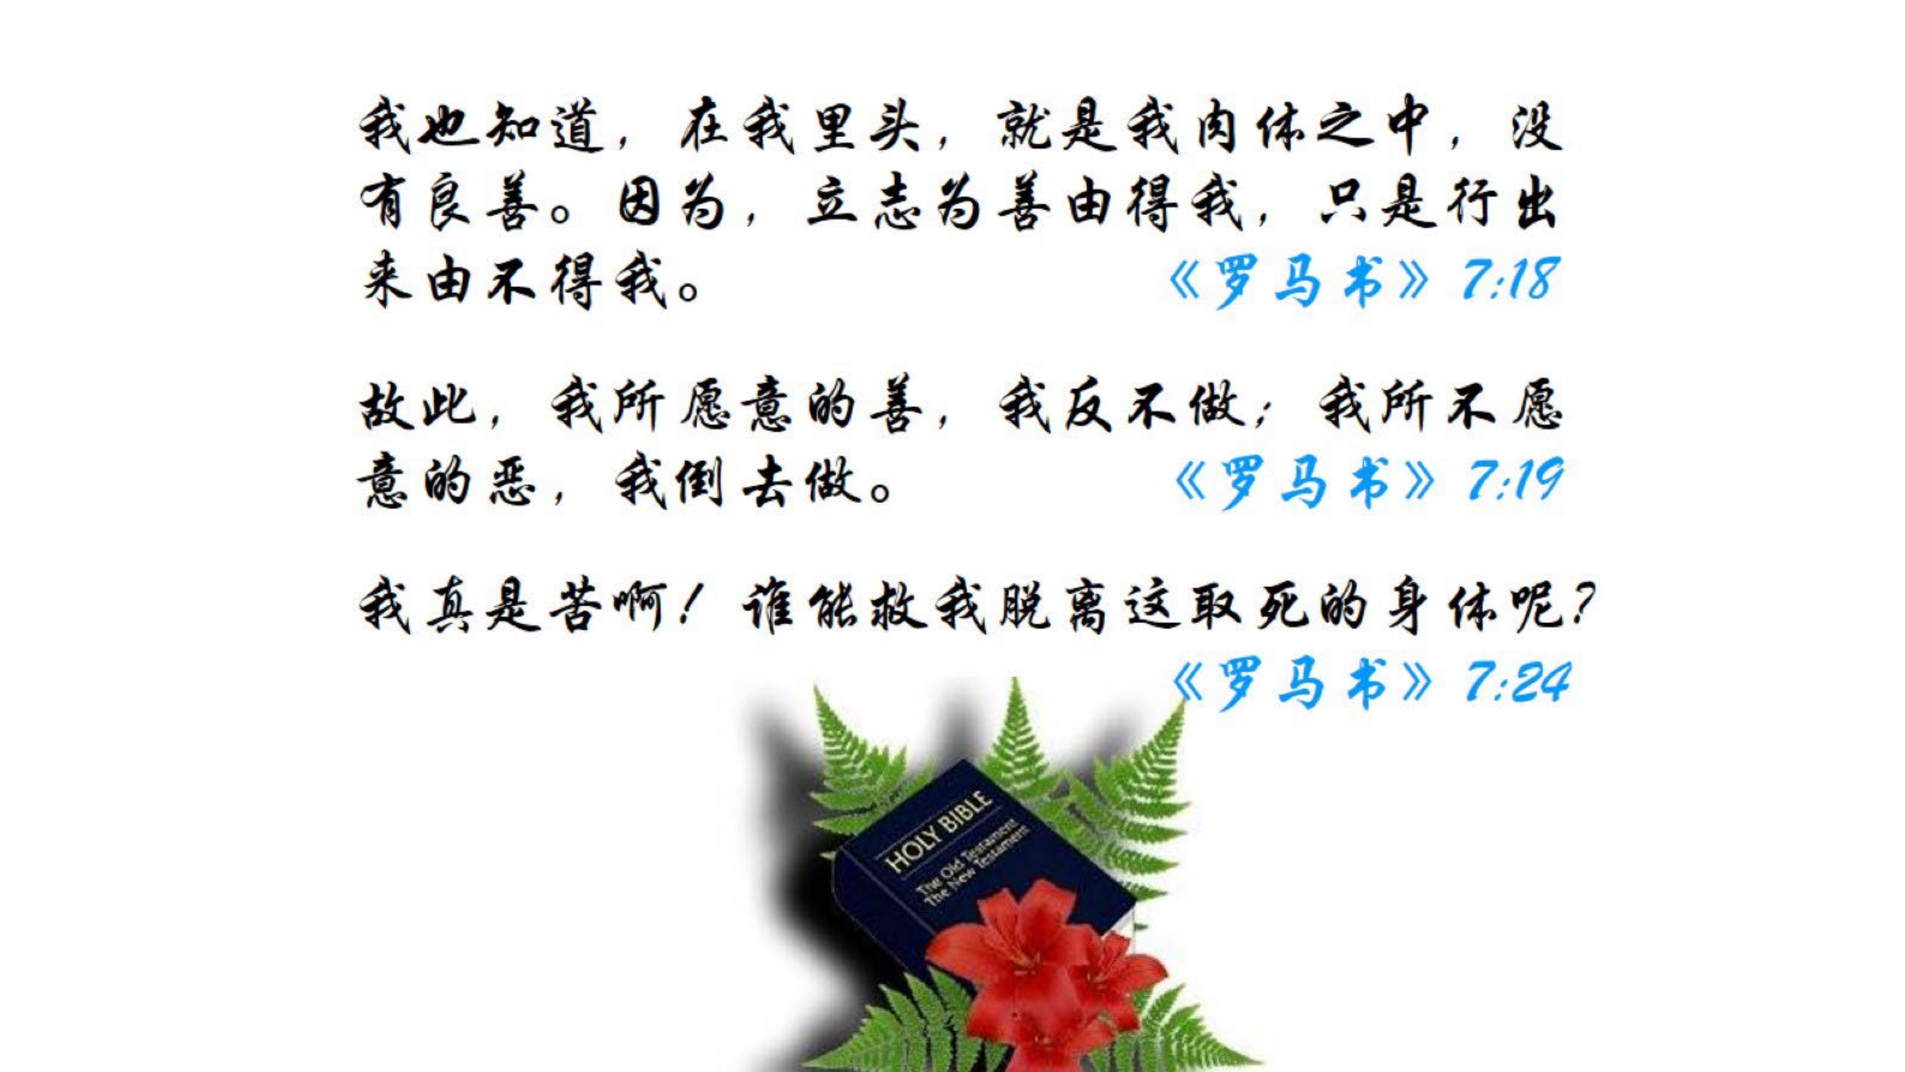 我也知道，在我里头，就是我肉体之中，没
有良善。因为，立志为善由得我，只是行出
来由不得我。 《罗马书》7:18
故此，我所愿意的善，我反不做；我所不愿
意的恶，我倒去做。 《罗马书》7:19
我真是苦啊！谁能救我脱离这取死的身体呢？
《罗马书》7:24
HOLY BIBLE
The Old Testament
The New Testament